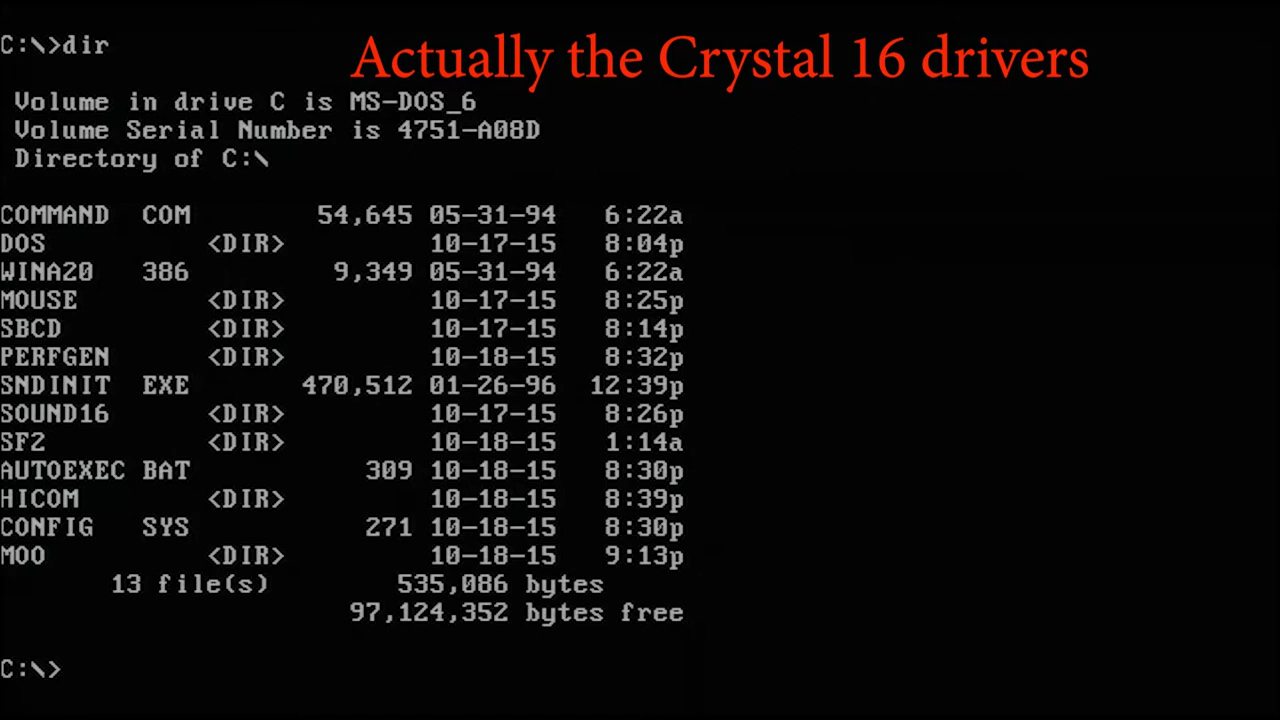 C:\>dir
Actually the Crystal 16 drivers
Volume in drive C is MS-DOS_6
Volume Serial Number is 4751-A08D
Directory of C:\
COMMAND COM 54,645 05-31-94 6:22a
DOS <DIR> 10-17-15 8:04p
WINA20 386 9,349 05-31-94 6:22a
MOUSE <DIR> 10-17-15 8:25p
SBCD <DIR> 10-17-15 8:14p
PERFGEN <DIR> 10-18-15 8:32p
SNDINIT EXE 470,512 01-26-96 12:39p
SOUND16 <DIR> 10-17-15 8:26p
SF2 <DIR> 10-18-15 1:14a
AUTOEXEC BAT 309 10-18-15 8:30p
HICOM <DIR> 10-18-15 8:39p
CONFIG SYS 271 10-18-15 8:30p
MOO <DIR> 10-18-15 9:13p
13 file(s) 535,086 bytes
97,124,352 bytes free
C:\>